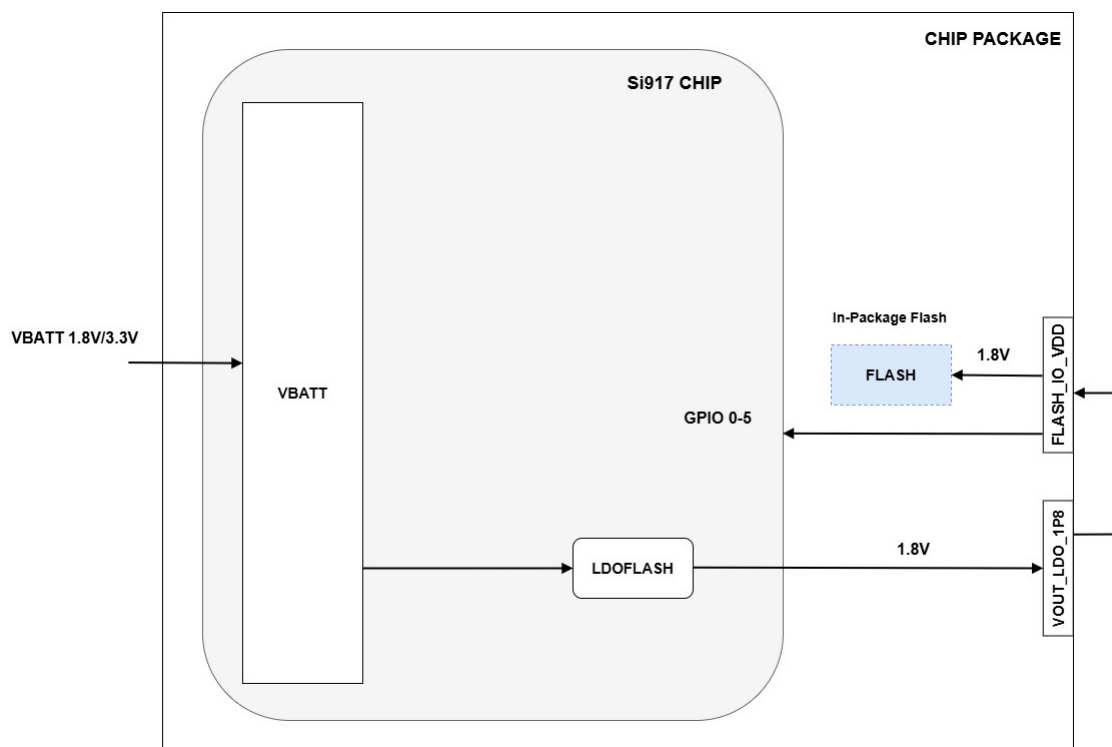 CHIP PACKAGE
Si917 CHIP
VBATT 1.8V/3.3V
VBATT
In-Package Flash
FLASH
1.8V
FLASH_IO_VDD
GPIO 0-5
LDOFLASH
1.8V
VOUT_LDO_1P8